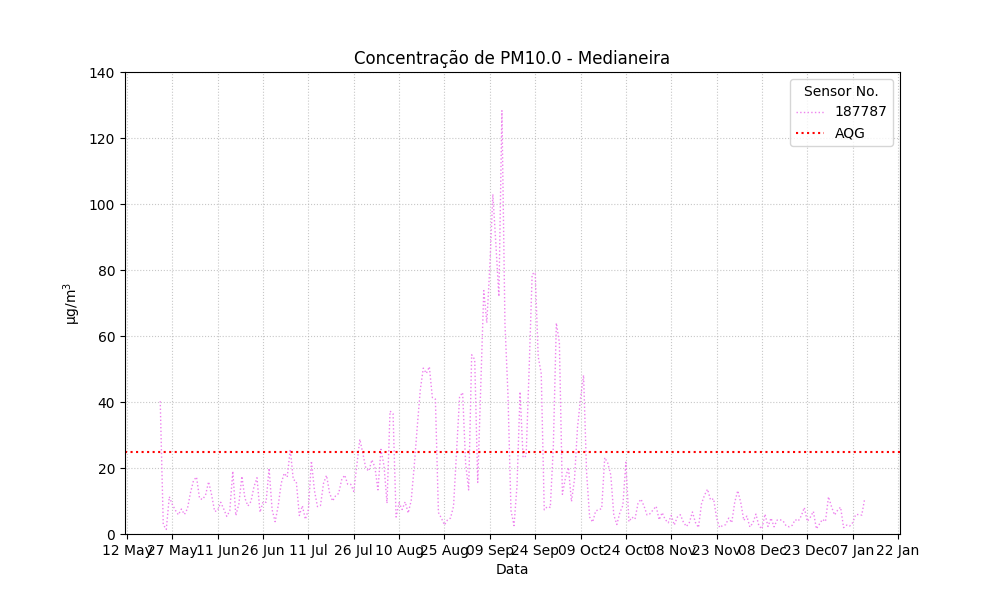 Concentração de PM10.0 - Medianeira
Sensor No.
187787
AQG
140
120
100
80
60
40
20
0
µg/m³
12 May 27 May 11 Jun 26 Jun 11 Jul 26 Jul 10 Aug 25 Aug 09 Sep 24 Sep 09 Oct 24 Oct 08 Nov 23 Nov 08 Dec 23 Dec 07 Jan 22 Jan
Data